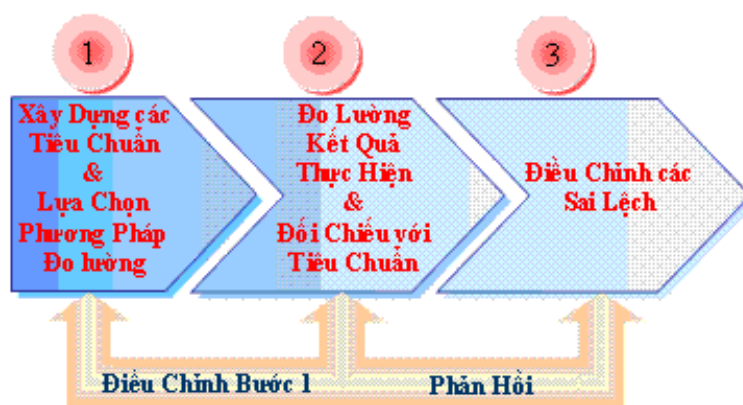 1
2
3
Xây Dựng các
Tiêu Chuẩn
&
Lựa Chọn
Phương Pháp
Đo lường
Đo Lường
Kết Quả
Thực Hiện
&
Đối Chiếu với
Tiêu Chuẩn
Điều Chỉnh các
Sai Lệch
Điều Chỉnh Bước 1
Phản Hồi